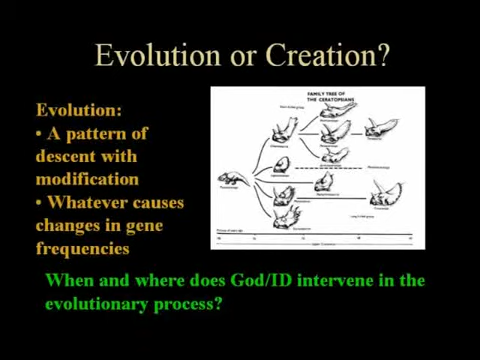 Evolution or Creation?
Evolution:
• A pattern of
descent with
modification
• Whatever causes
changes in gene
frequencies
FAMILY TREE OF
THE CERATOPSIANS
When and where does God/ID intervene in the
evolutionary process?